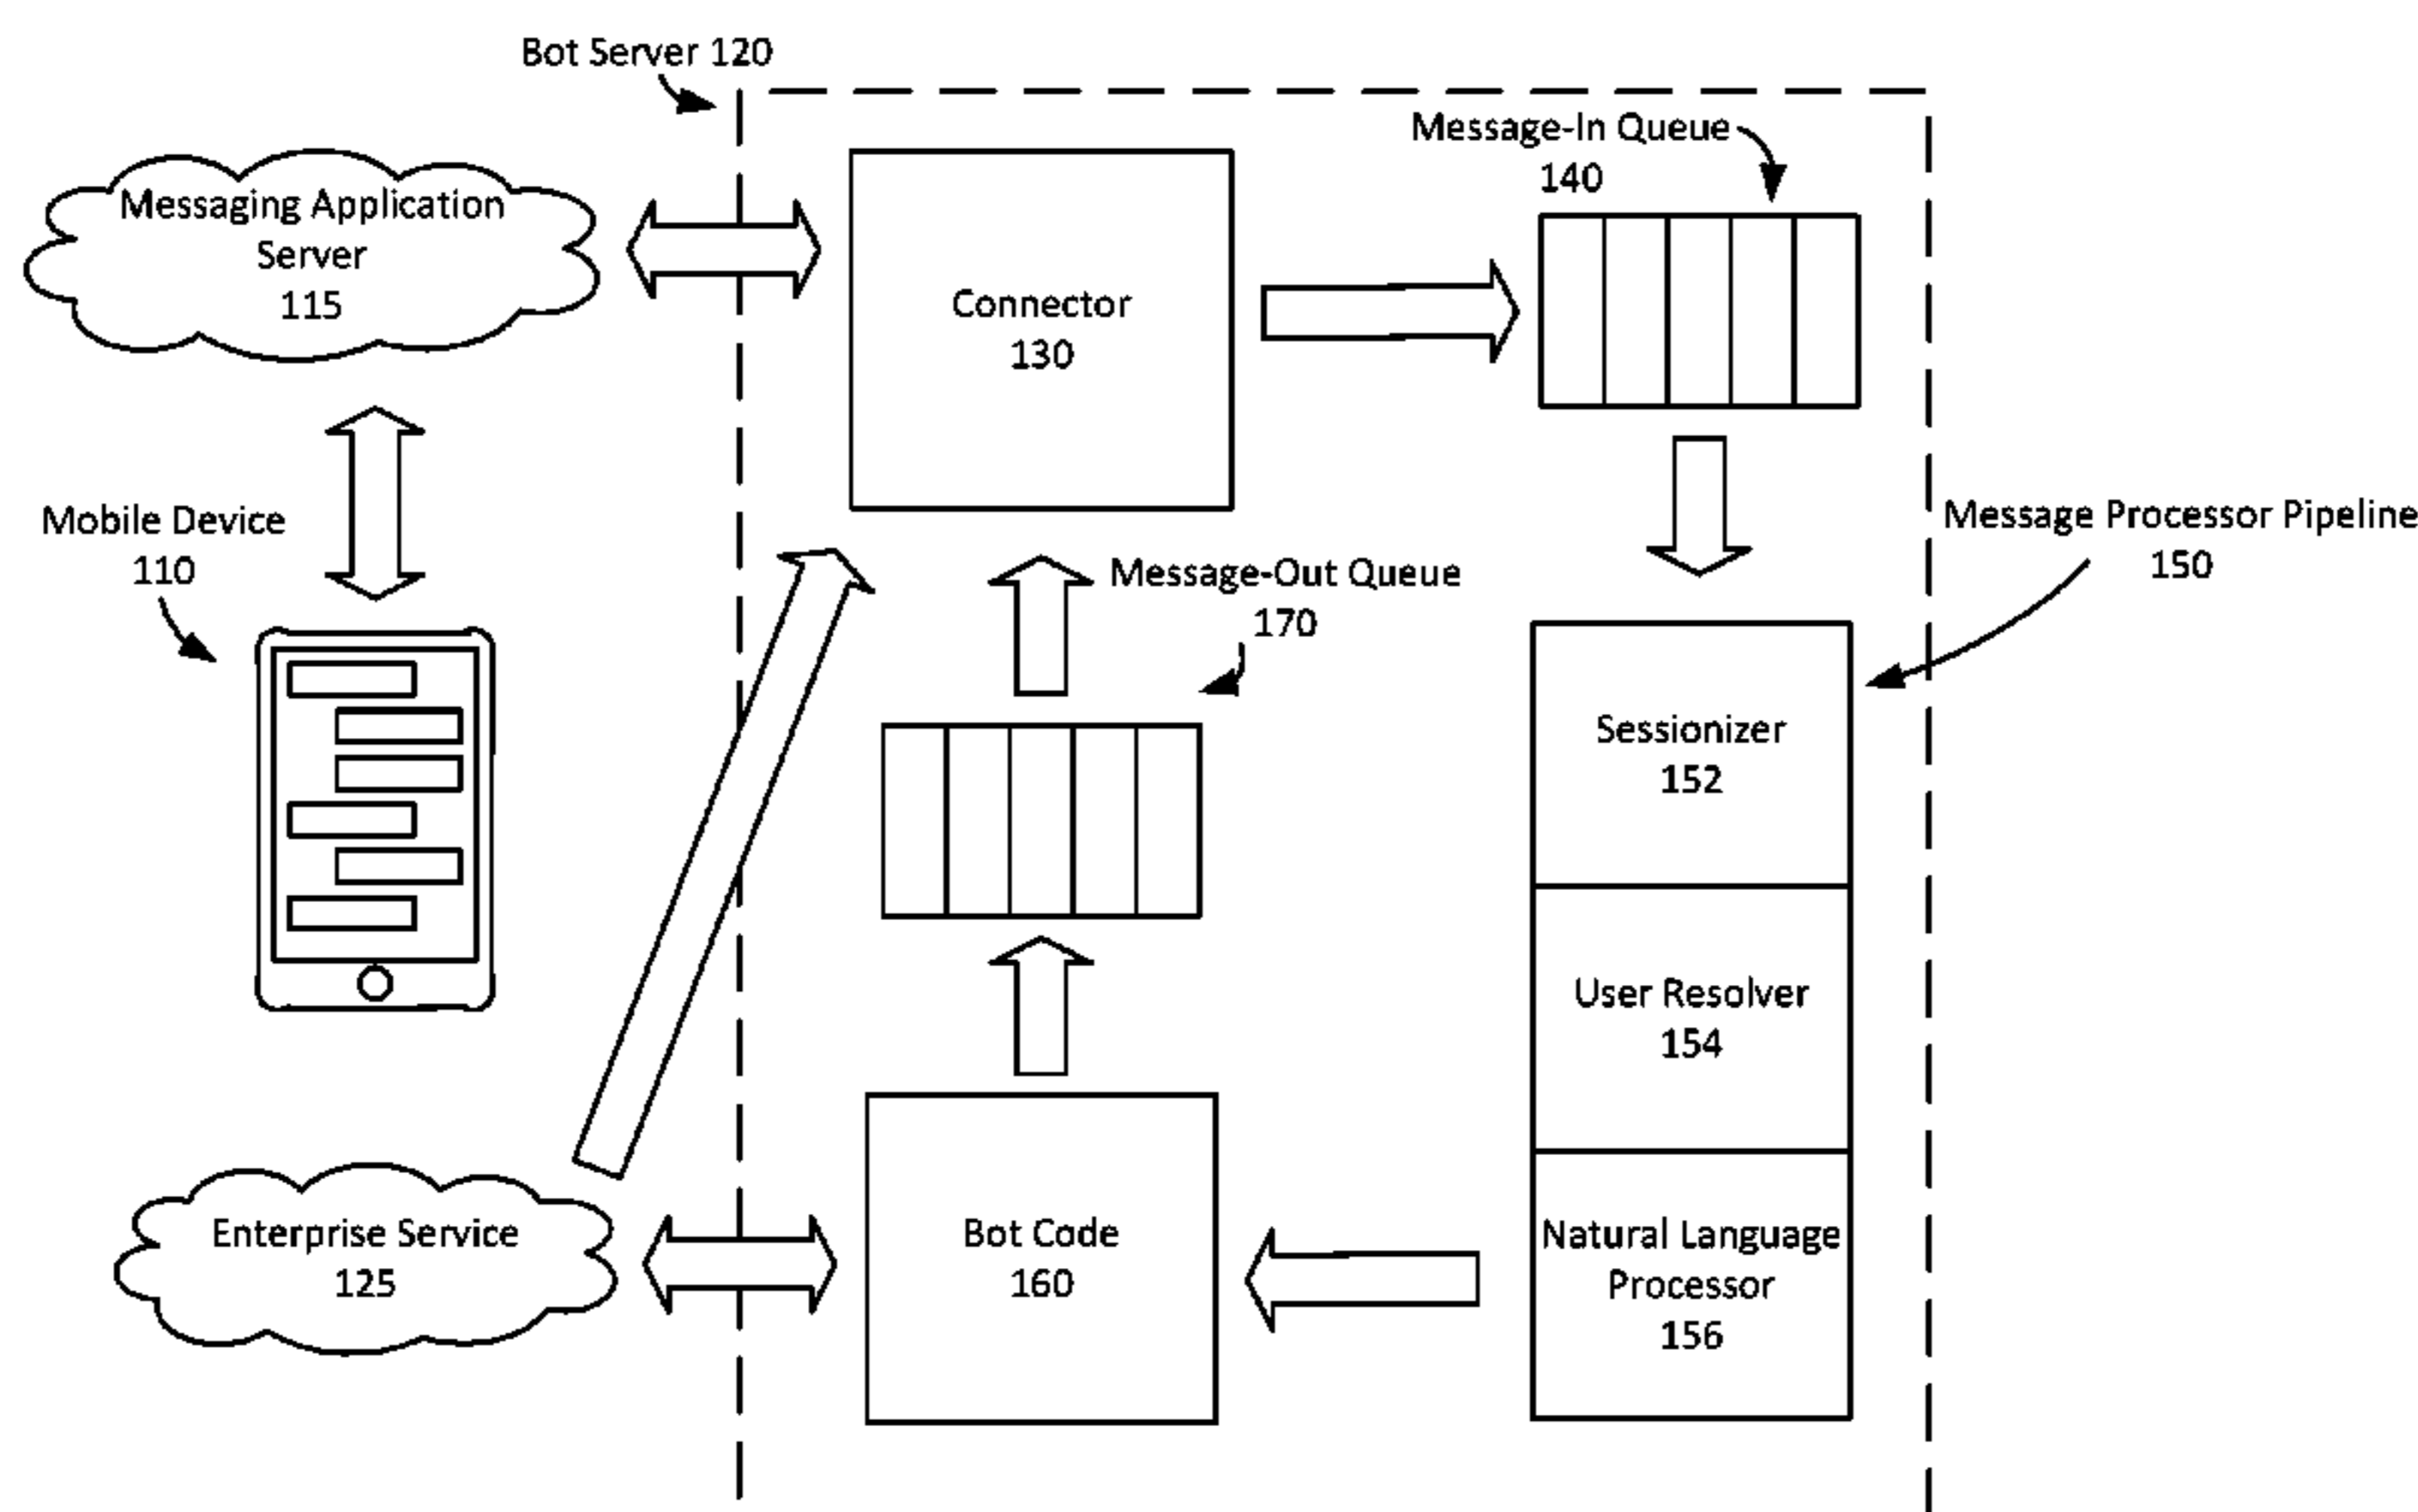 Bot Server 120
Message-In Queue
140
Messaging Application
Server
115
Connector
130
Mobile Device
110
Message-Out Queue
170
Message Processor Pipeline
150
Sessionizer
152
User Resolver
154
Enterprise Service
125
Bot Code
160
Natural Language
Processor
156